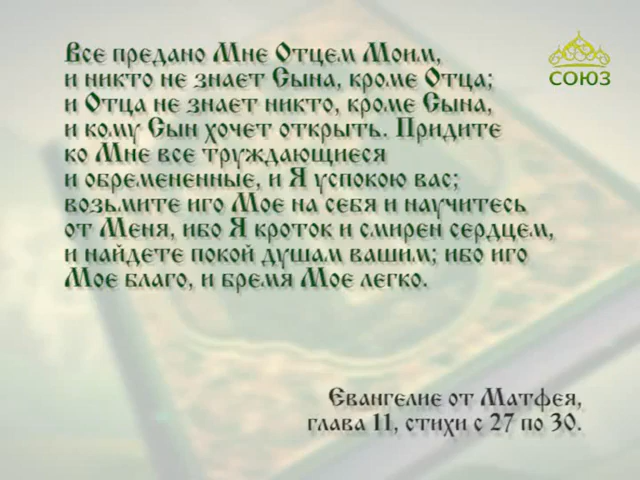 Все предано Мне Отцем Моим,
и никто не знает Сына, кроме Отца;
и Отца не знает никто, кроме Сына,
и кому Сын хочет открыть. Придите
ко Мне все труждающиеся
и обремененные, и Я успокою вас;
возьмите иго Мое на себя и научитесь
от Меня, ибо Я кроток и смирен сердцем,
и найдете покой душам вашим; ибо иго
Мое благо, и бремя Мое легко.
СОЮЗ
Евангелие от Матфея,
глава 11, стихи с 27 по 30.